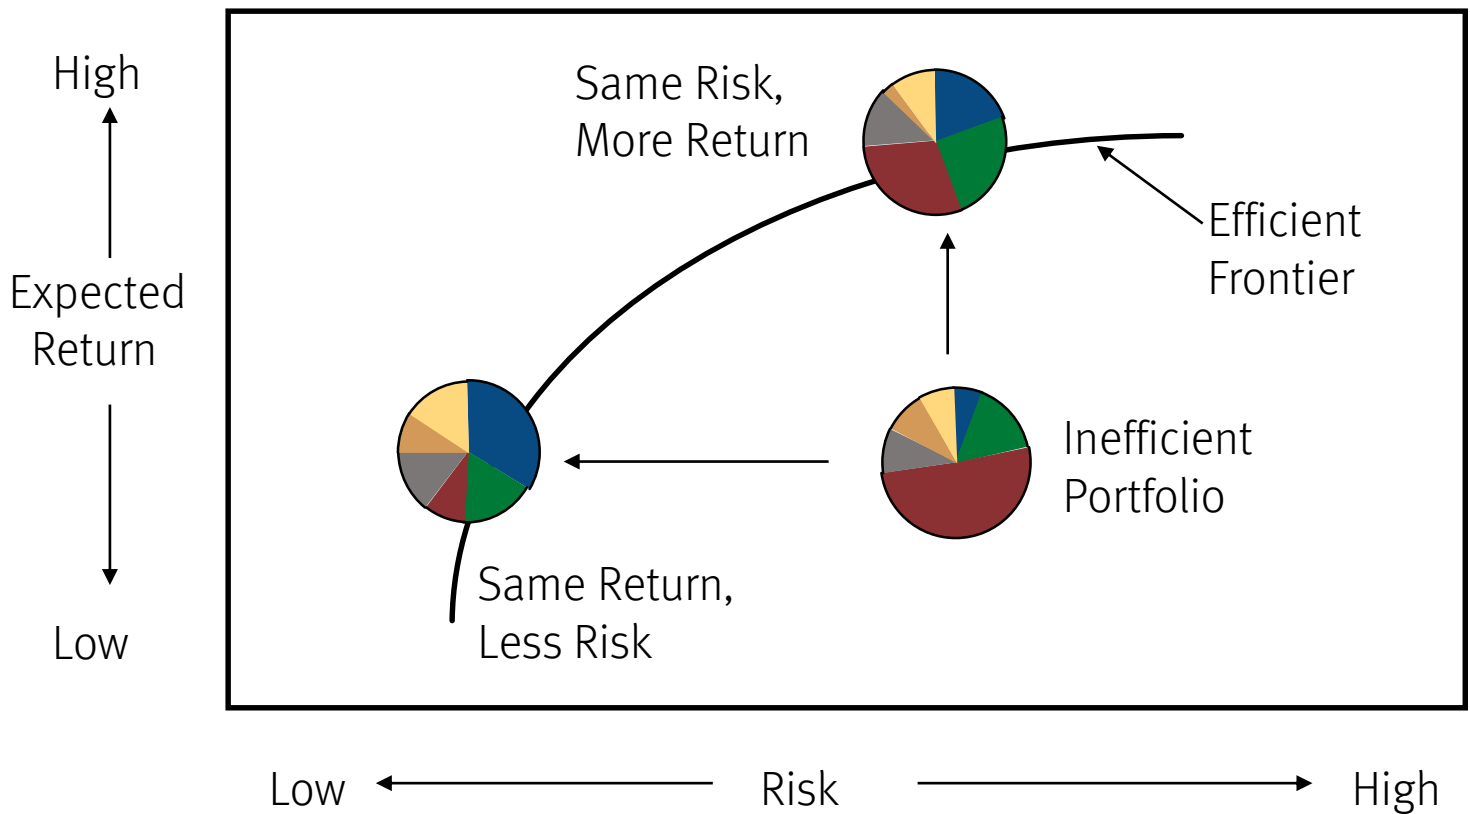 High
Expected
Return
Low
Same Risk,
More Return
Efficient
Frontier
Inefficient
Portfolio
Same Return,
Less Risk
Low
Risk
High